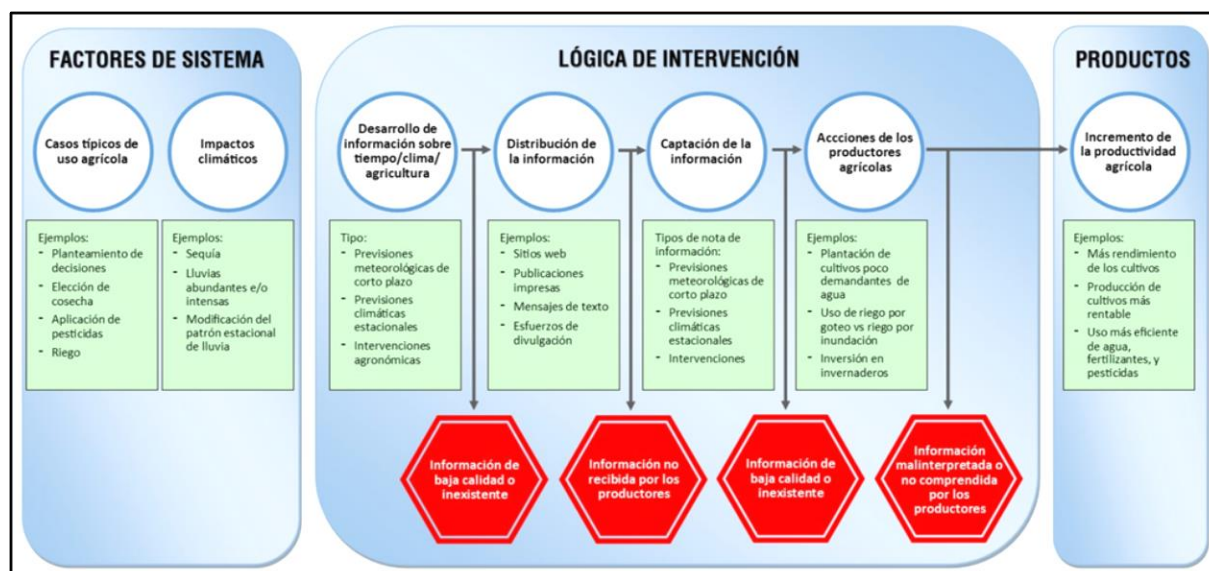 FACTORES DE SISTEMA
Casos típicos de
uso agrícola
Impactos
climáticos
Ejemplos:
- Planteamiento de
decisiones
- Elección de
cosecha
- Aplicación de
pesticidas
- Riego
Ejemplos:
- Sequía
- Lluvias
abundantes e/o
intensas
- Modificación del
patrón estacional
de lluvia
LÓGICA DE INTERVENCIÓN
Desarrollo de
información sobre
tiempo/clima/
agricultura
Distribución de
la información
Captación de la
información
Accciones de los
productores
agrícolas
Tipo:
- Previsiones
meteorológicas de
corto plazo
- Previsiones
climáticas
estacionales
- Intervenciones
agronómicas
Ejemplos:
- Sitios web
- Publicaciones
impresas
- Mensajes de texto
- Esfuerzos de
divulgación
Tipos de nota de
información:
- Previsiones
meteorológicas de
corto plazo
- Previsiones
climáticas
estacionales
- Intervenciones
Ejemplos:
- Plantación de
cultivos poco
demandantes de
agua
- Uso de riego por
goteo vs riego por
inundación
- Inversión en
invernaderos
Información de
baja calidad o
inexistente
Información no
recibida por los
productores
Información de
baja calidad o
inexistente
Información
malinterpretada o
no comprendida
por los
productores
PRODUCTOS
Incremento de
la productividad
agrícola
Ejemplos:
- Más rendimiento
de los cultivos
- Producción de
cultivos más
rentable
- Uso más eficiente
de agua,
fertilizantes, y
pesticidas